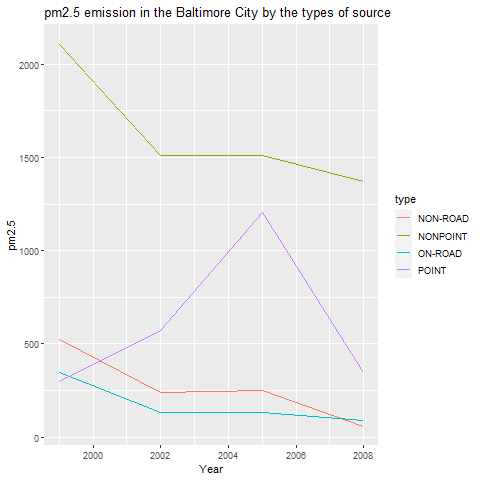 pm2.5 emission in the Baltimore City by the types of source
2000
1500
1000
500
0
pm2.5
2000 2002 2004 2006 2008
Year
type
NON-ROAD
NONPOINT
ON-ROAD
POINT